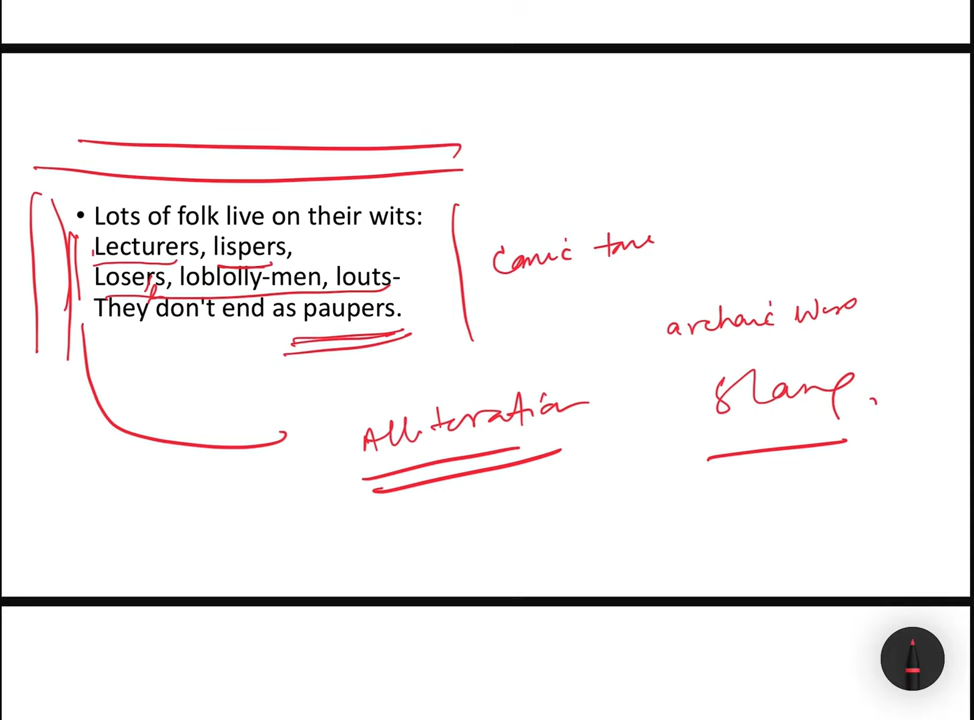 • Lots of folk live on their wits:
Lecturers, lispers,
Losers, loblolly-men, louts-
They don't end as paupers.
Comic tone
archaic
Slang,
Alliteration